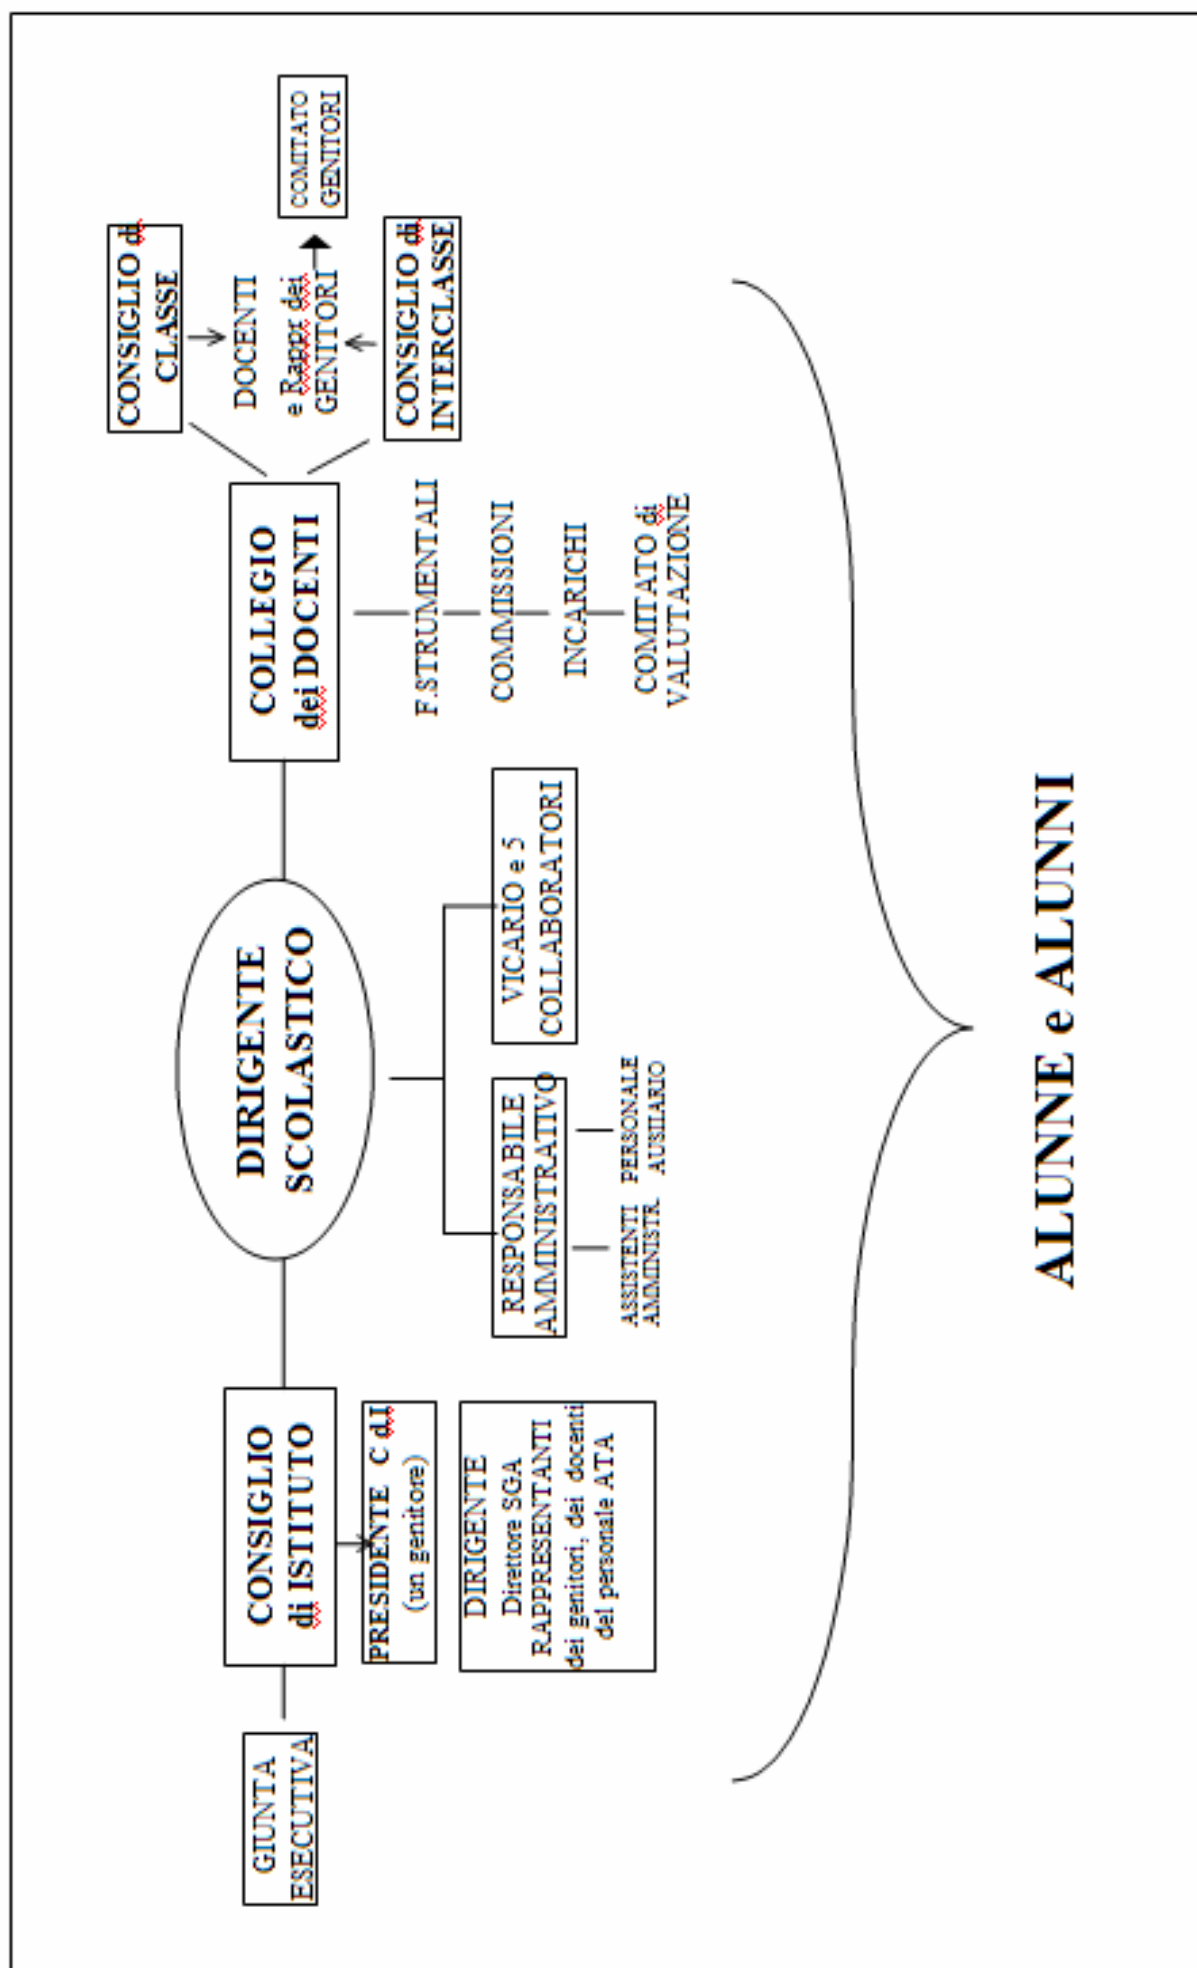 GIUNTA
ESECUTIVA
CONSIGLIO
di ISTITUTO
PRESIDENTE C d.I
(un genitore)
DIRIGENTE
Direttore SGA
RAPPRESENTANTI
dei genitori, dei docenti
del personale ATA
DIRIGENTE
SCOLASTICO
RESPONSABILE
AMMINISTRATIVO
ASSISTENTI
AMMINISTR.
PERSONALE
AUSILIARIO
VICARIO e 5
COLLABORATORI
COLLEGIO
dei DOCENTI
F.STRUMENTALI
COMMISSIONI
INCARICHI
COMITATO di
VALUTAZIONE
CONSIGLIO di
CLASSE
DOCENTI
e Rappr dei
GENITORI
CONSIGLIO di
INTERCLASSE
COMITATO
GENITORI
ALUNNE e ALUNNI